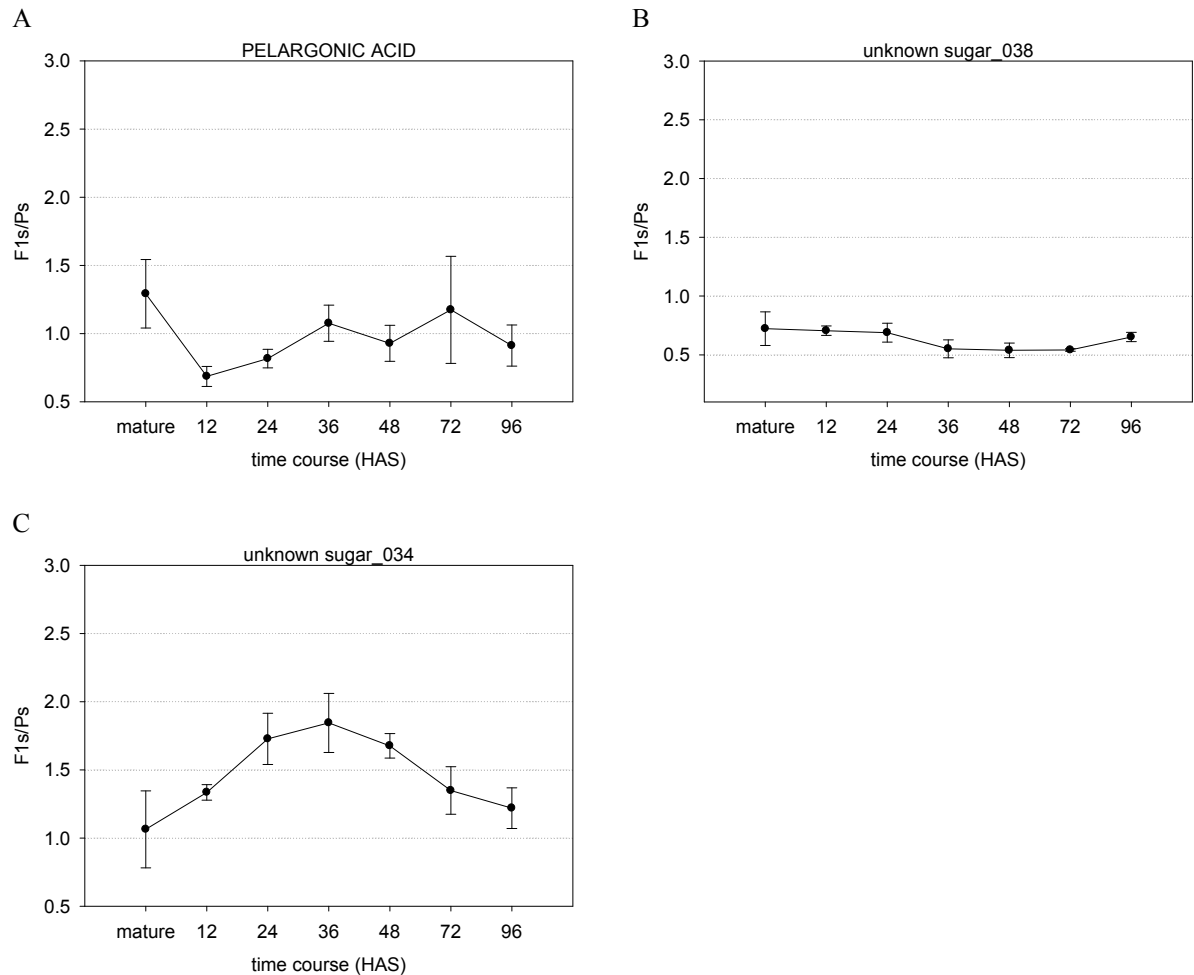 A
PELARGONIC ACID
3.0
2.5
2.0
1.5
1.0
0.5
F1s/Ps
mature 12 24 36 48 72 96
time course (HAS)
B
unknown sugar_038
3.0
2.5
2.0
1.5
1.0
0.5
F1s/Ps
mature 12 24 36 48 72 96
time course (HAS)
C
unknown sugar_034
3.0
2.5
2.0
1.5
1.0
0.5
F1s/Ps
mature 12 24 36 48 72 96
time course (HAS)